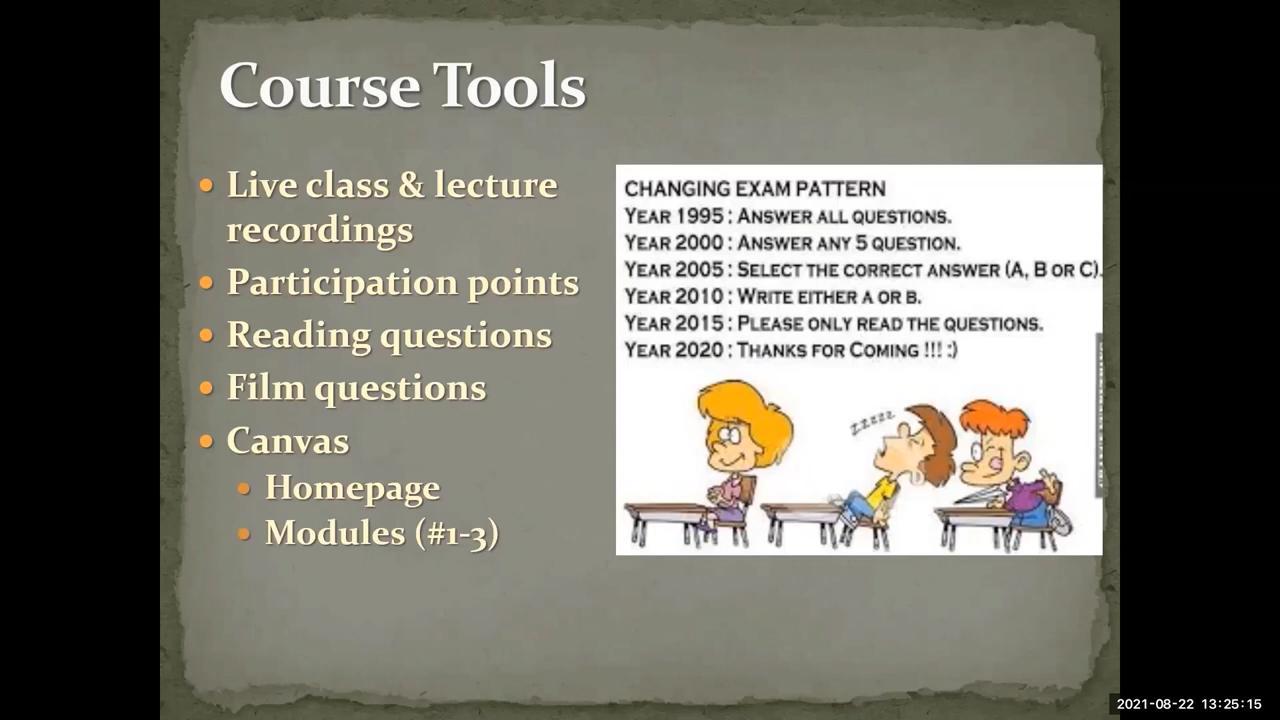 Course Tools
Live class & lecture
recordings
Participation points
Reading questions
Film questions
Canvas
Homepage
Modules (#1-3)
CHANGING EXAM PATTERN
YEAR 1995 : ANSWER ALL QUESTIONS.
YEAR 2000 : ANSWER ANY 5 QUESTION.
YEAR 2005 : SELECT THE CORRECT ANSWER (A, B OR C).
YEAR 2010 : WRITE EITHER A OR B.
YEAR 2015 : PLEASE ONLY READ THE QUESTIONS.
YEAR 2020 : THANKS FOR COMING !!! :)
ZZZZZ
2021-08-22 13:25:15